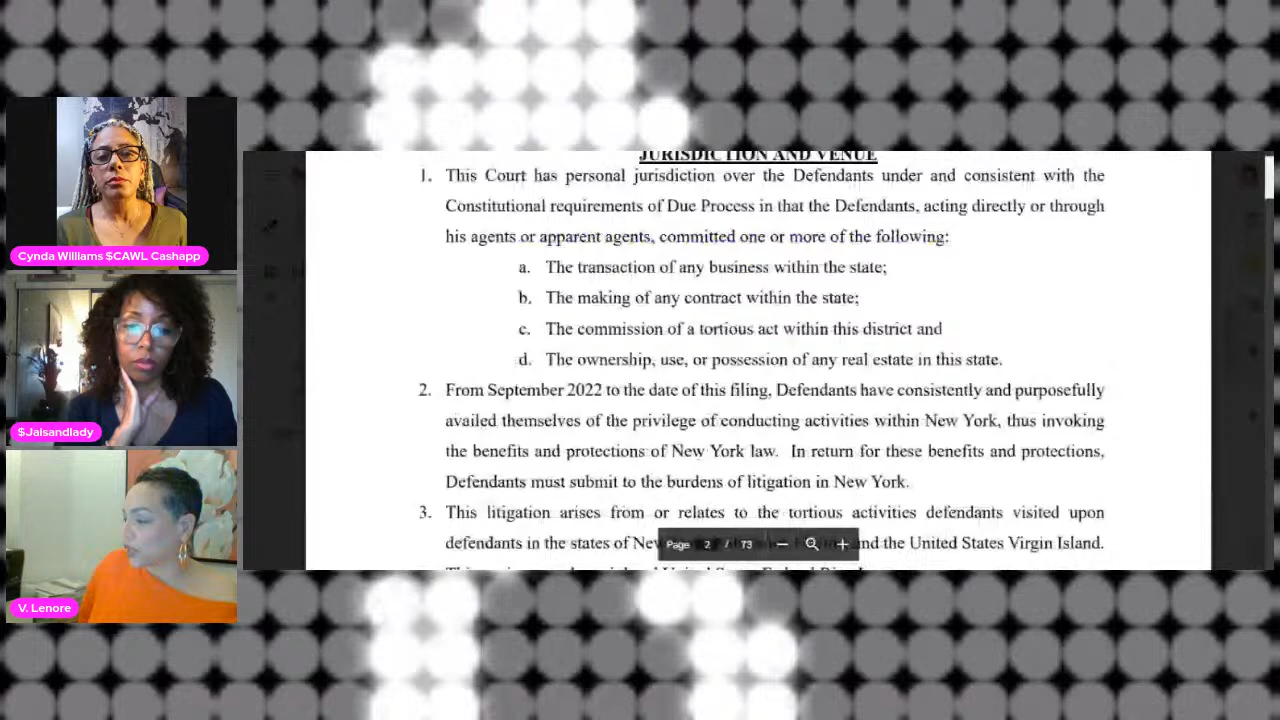 Cynda Williams $CAWL Cashapp
$Jaisandlady
V. Lenore
JURISDICTION AND VENUE
1. This Court has personal jurisdiction over the Defendants under and consistent with the
Constitutional requirements of Due Process in that the Defendants, acting directly or through
his agents or apparent agents, committed one or more of the following:
a. The transaction of any business within the state;
b. The making of any contract within the state;
c. The commission of a tortious act within this district and
d. The ownership, use, or possession of any real estate in this state.
2. From September 2022 to the date of this filing, Defendants have consistently and purposefully
availed themselves of the privilege of conducting activities within New York, thus invoking
the benefits and protections of New York law. In return for these benefits and protections,
Defendants must submit to the burdens of litigation in New York.
3. This litigation arises from or relates to the tortious activities defendants visited upon
defendants in the states of New and the United States Virgin Island.
Page 2 / 73